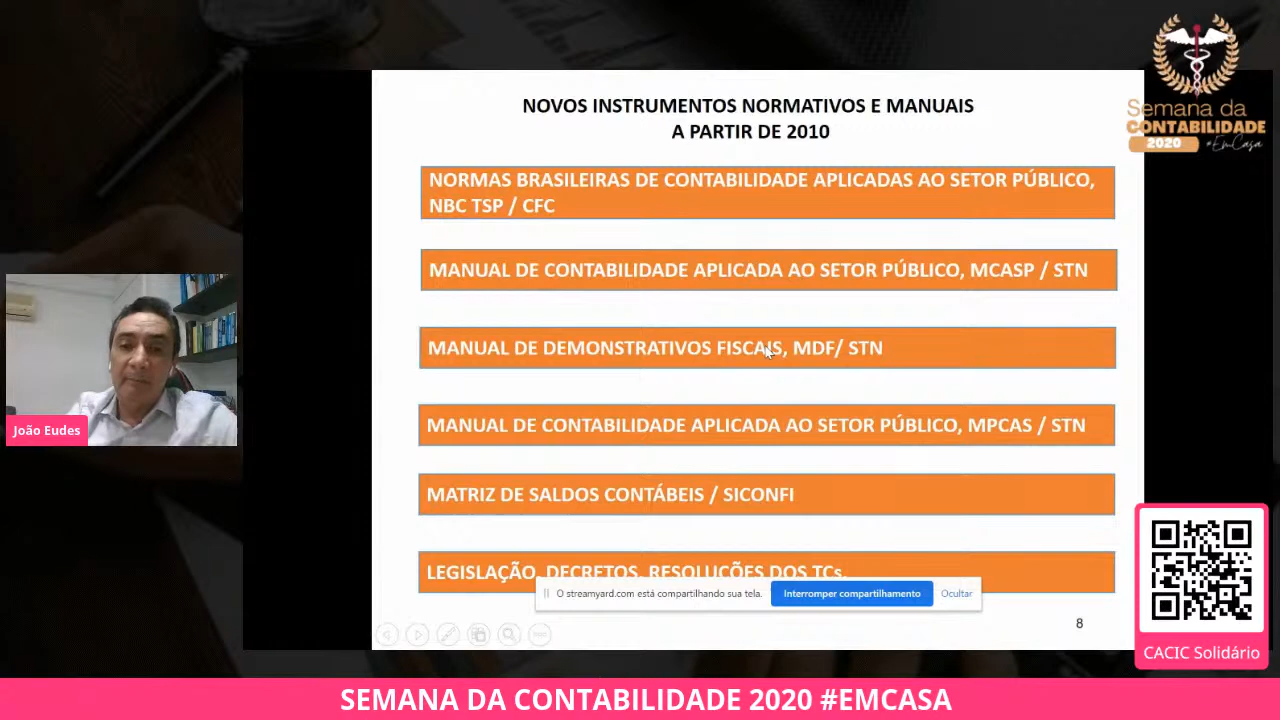 Semana da
CONTABILIDADE
2020 #EmCasa
NOVOS INSTRUMENTOS NORMATIVOS E MANUAIS
A PARTIR DE 2010
NORMAS BRASILEIRAS DE CONTABILIDADE APLICADAS AO SETOR PÚBLICO,
NBC TSP / CFC
MANUAL DE CONTABILIDADE APLICADA AO SETOR PÚBLICO, MCASP / STN
MANUAL DE DEMONSTRATIVOS FISCAIS, MDF/ STN
MANUAL DE CONTABILIDADE APLICADA AO SETOR PÚBLICO, MPCAS / STN
MATRIZ DE SALDOS CONTÁBEIS / SICONFI
LEGISLAÇÃO, DECRETOS, RESOLUÇÕES DOS TCs.
O streamyard.com está compartilhando sua tela. Interromper compartilhamento Ocultar
8
João Eudes
CACIC Solidário
SEMANA DA CONTABILIDADE 2020 #EMCASA